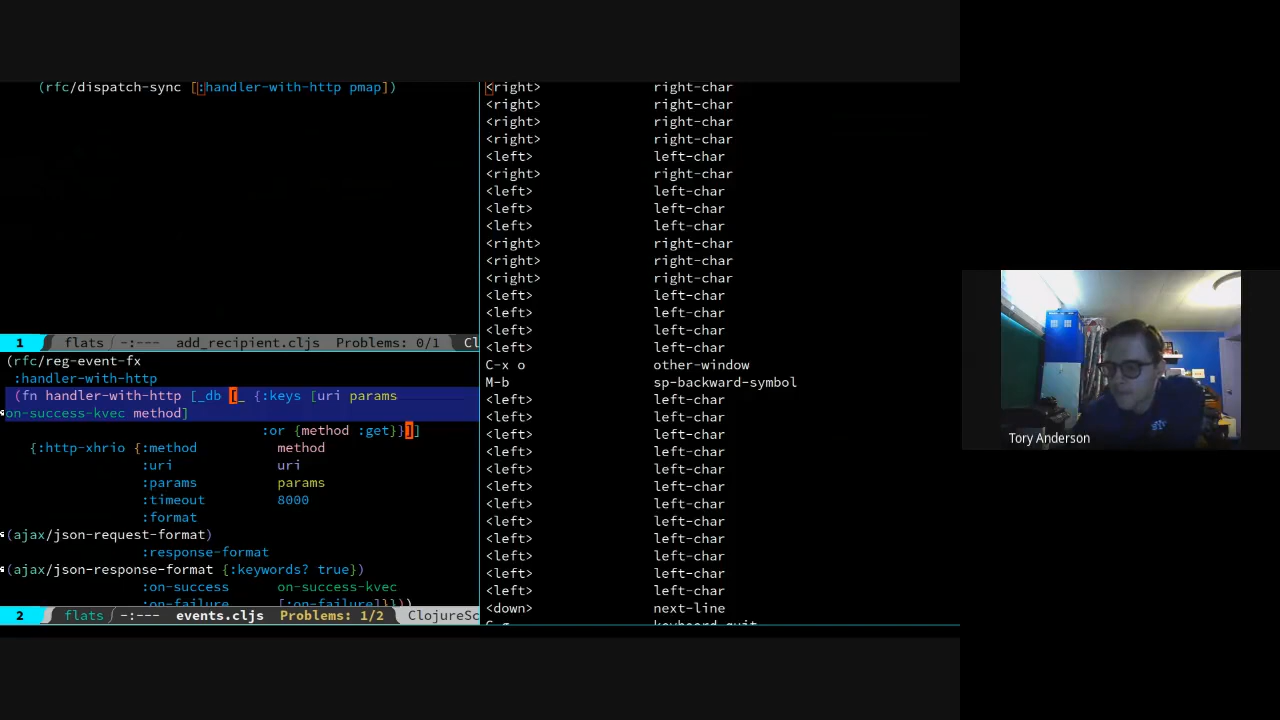 (rfc/dispatch-sync [:handler-with-http pmap])
1 flats -:--- add_recipient.cljs Problems: 0/1 Cl
(rfc/reg-event-fx
:handler-with-http
(fn handler-with-http [_db [_ {:keys [uri params
on-success-kvec method]
:or {method :get}}]]
{:http-xhrio {:method method
:uri uri
:params params
:timeout 8000
:format
(ajax/json-request-format)
:response-format
(ajax/json-response-format {:keywords? true})
:on-success on-success-kvec
:on-failure [:on-failure]}}))
2 flats -:--- events.cljs Problems: 1/2 ClojureSc
<right> right-char
<right> right-char
<right> right-char
<right> right-char
<left> left-char
<right> right-char
<left> left-char
<left> left-char
<left> left-char
<right> right-char
<right> right-char
<right> right-char
<left> left-char
<left> left-char
<left> left-char
<left> left-char
C-x o other-window
M-b sp-backward-symbol
<left> left-char
<left> left-char
<left> left-char
<left> left-char
<left> left-char
<left> left-char
<left> left-char
<left> left-char
<left> left-char
<left> left-char
<left> left-char
<left> left-char
<down> next-line
C-g keyboard-quit
Tory Anderson